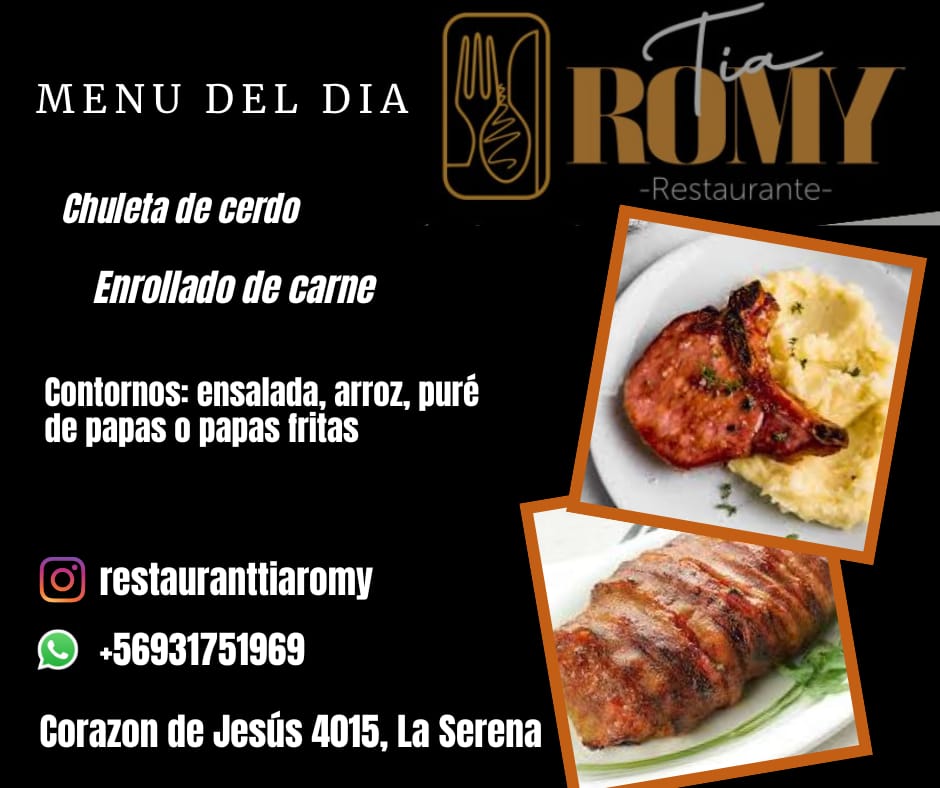 MENU DEL DIA
Tia
ROMY
-Restaurante-
Chuleta de cerdo
Enrollado de carne
Contornos: ensalada, arroz, puré
de papas o papas fritas
restauranttiaromy
+56931751969
Corazon de Jesús 4015, La Serena